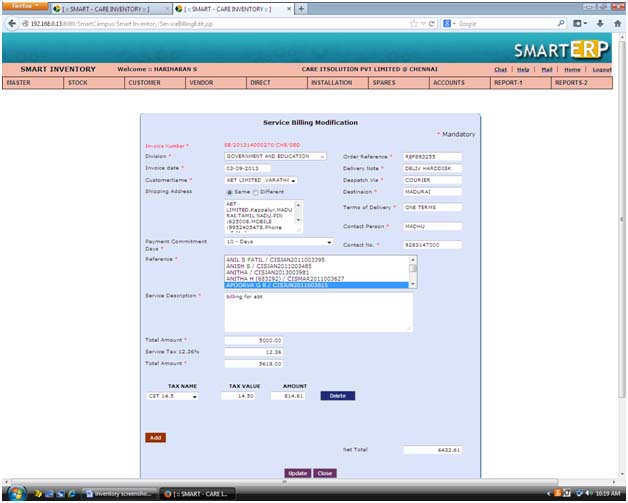 Firefox
[ :: SMART - CARE INVENTORY :: ]
[ :: SMART - CARE INVENTORY :: ]
192.168.0.13:8089/SmartCampus/Smart Inventory/ServiceBillingEdit.jsp
Google
SMARTERP
SMART INVENTORY Welcome :: HARIHARAN S CARE ITSOLUTION PVT LIMITED @ CHENNAI Chat | Help | Mail | Home | Logout
MASTER STOCK CUSTOMER VENDOR DIRECT INSTALLATION SPARES ACCOUNTS REPORT-1 REPORTS-2
Service Billing Modification
* Mandatory
Invoice Number * SB/201314000270/CHS/GED
Division * GOVERNMENT AND EDUCATION Order Reference * REF893255
Invoice date * 03-09-2013 Delivery Note * DELIV HARDDISK
CustomerName * ABT LIMITED ,VARATHA Despatch Via * COURIER
Shipping Address Same Different Destinaion * MADURAI
ABT
LIMITED,Kappalur,MADU
RAI,TAMIL NADU,PIN
:625008,MOBILE
:9952405478,Phone
Terms of Delivery * ONE TERMS
Contact Person * MADHU
Payment Commitment
Days * 10 - Days Contact No. * 9283147000
Reference * ANIL S PATIL / CISJAN2011003395
ANISH S / CISJAN2011003485
ANITHA / CISJAN2013003981
ANITHA H (683292) / CISMAR2011003627
APOORVA G R / CISJUN2011003815
Service Description * billing for abt
Total Amount * 5000.00
Service Tax 12.36% 12.36
Total Amount * 5618.00
TAX NAME TAX VALUE AMOUNT
CST 14.5 14.50 814.61 Delete
Add
Net Total 6432.61
Update Close
inventory screensho... [ :: SMART - CARE I... 10:19 AM